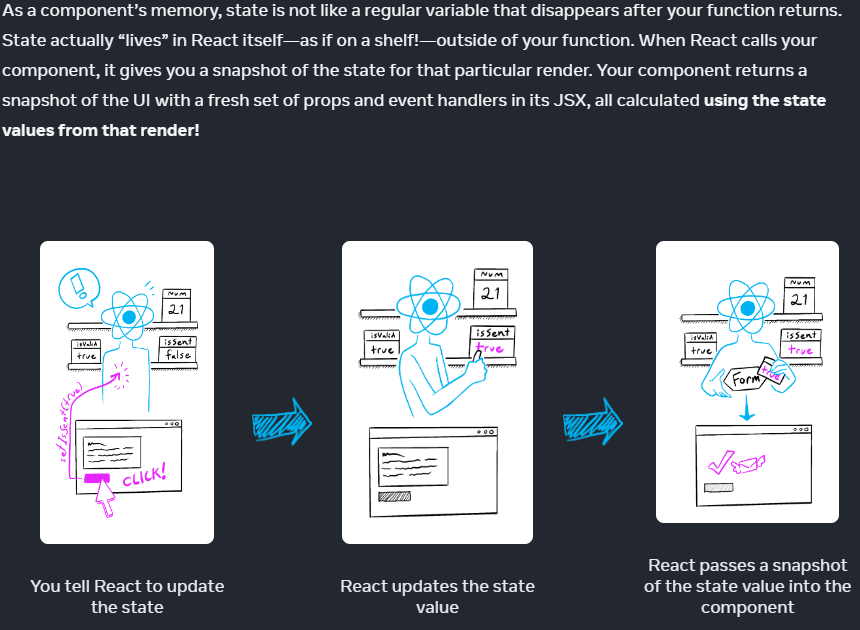 As a component’s memory, state is not like a regular variable that disappears after your function returns.
State actually “lives” in React itself—as if on a shelf!—outside of your function. When React calls your
component, it gives you a snapshot of the state for that particular render. Your component returns a
snapshot of the UI with a fresh set of props and event handlers in its JSX, all calculated using the state
values from that render!
NUM
21
isValid
true
isSent
false
setIsSent(true)
CLICK!
You tell React to update
the state
NUM
21
isValid
true
isSent
true
React updates the state
value
NUM
21
isValid
true
isSent
true
Form
true
React passes a snapshot
of the state value into the
component